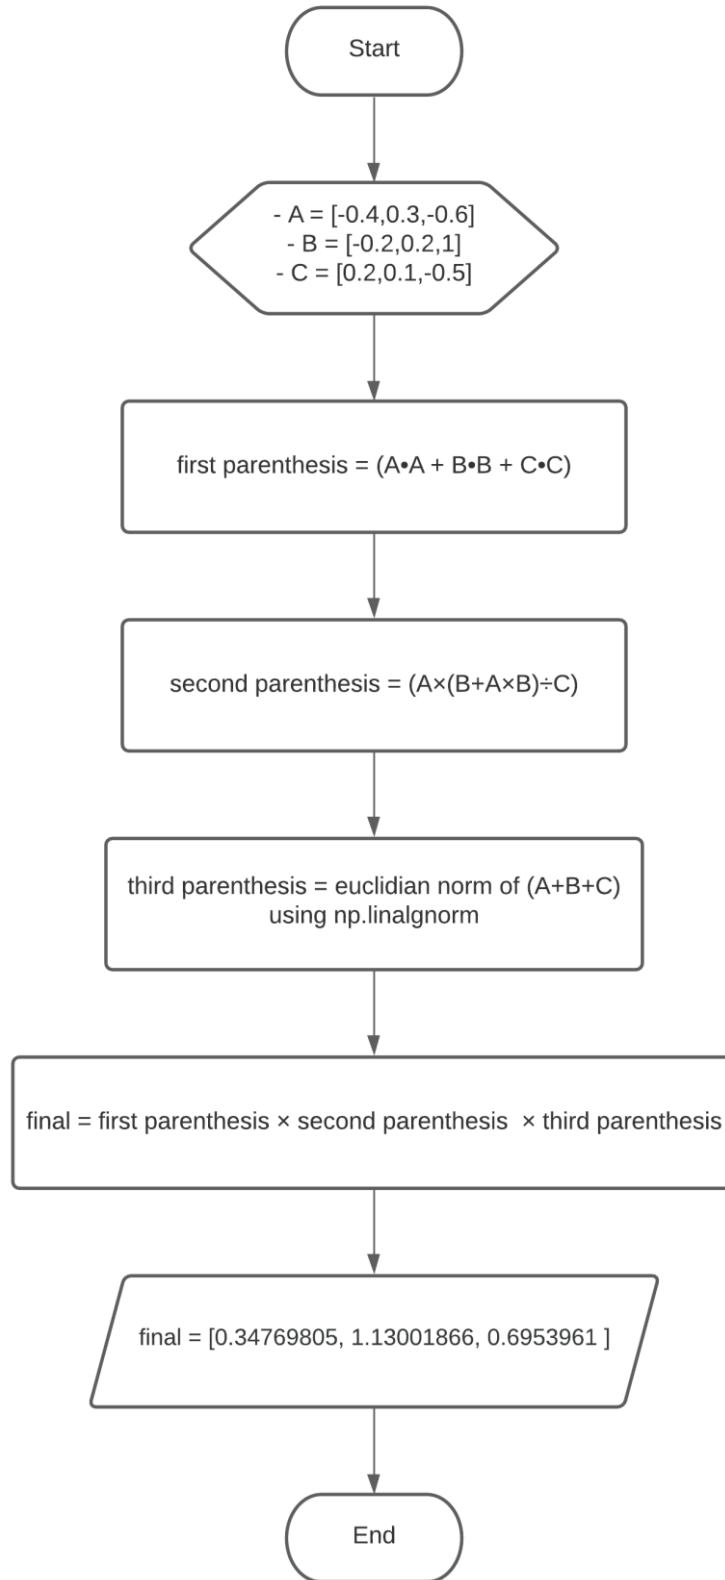 Start
- A = [-0.4,0.3,-0.6]
- B = [-0.2,0.2,1]
- C = [0.2,0.1,-0.5]
first parenthesis = (A•A + B•B + C•C)
second parenthesis = (A×(B+A×B)÷C)
third parenthesis = euclidian norm of (A+B+C)
using np.linalgnorm
final = first parenthesis × second parenthesis × third parenthesis
final = [0.34769805, 1.13001866, 0.6953961 ]
End